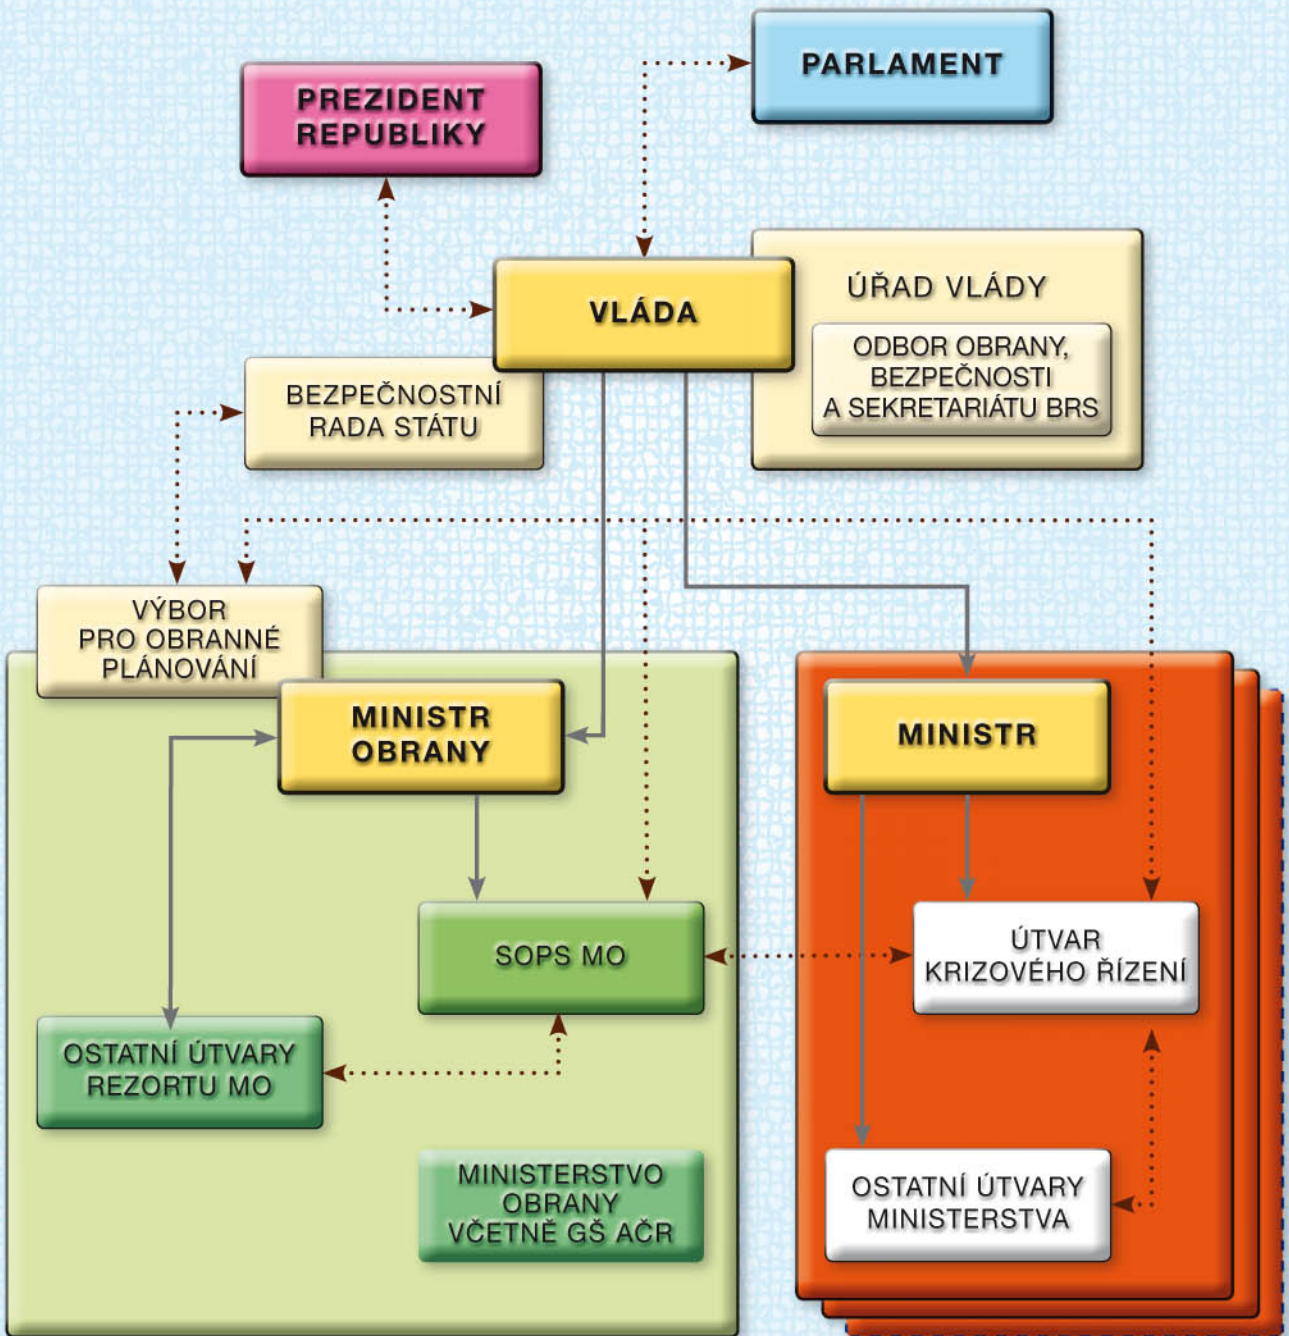 PARLAMENT
PREZIDENT
REPUBLIKY
VLÁDA
ÚŘAD VLÁDY
ODBOR OBRANY,
BEZPEČNOSTI
A SEKRETARIÁTU BRS
BEZPEČNOSTNÍ
RADA STÁTU
VÝBOR
PRO OBRANNÉ
PLÁNOVÁNÍ
MINISTR
OBRANY
MINISTR
SOPS MO
ÚTVAR
KRIZOVÉHO ŘÍZENÍ
OSTATNÍ ÚTVARY
REZORTU MO
MINISTERSTVO
OBRANY
VČETNĚ GŠ AČR
OSTATNÍ ÚTVARY
MINISTERSTVA